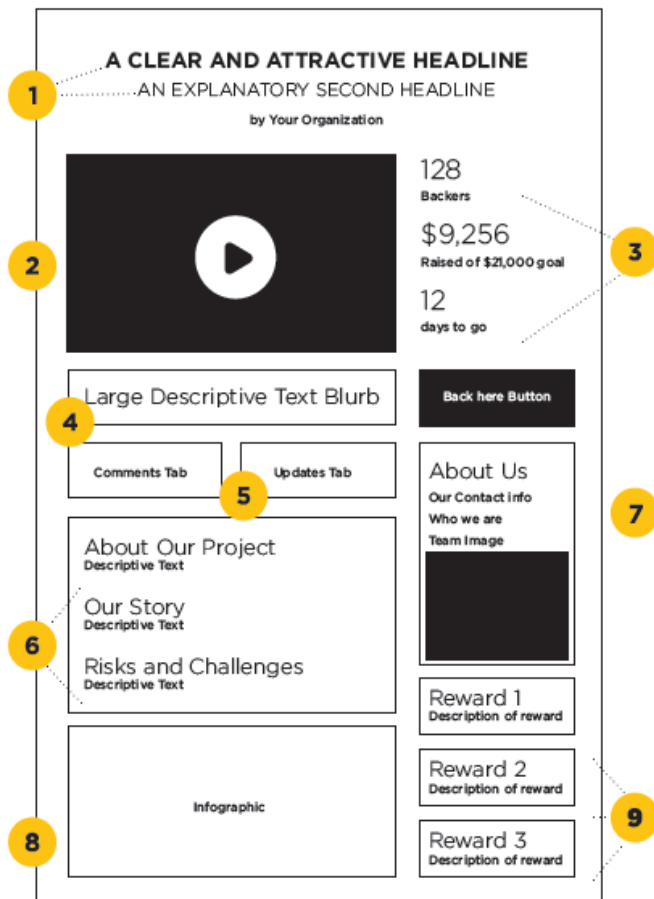 A CLEAR AND ATTRACTIVE HEADLINE
1
AN EXPLANATORY SECOND HEADLINE
by Your Organization
2
128
Backers
$9,256
Raised of $21,000 goal
12
days to go
3
Large Descriptive Text Blurb
4
Back here Button
Comments Tab
Updates Tab
5
About Our Project
Descriptive Text
Our Story
Descriptive Text
Risks and Challenges
Descriptive Text
6
About Us
Our Contact info
Who we are
Team Image
7
Infographic
8
Reward 1
Description of reward
Reward 2
Description of reward
Reward 3
Description of reward
9